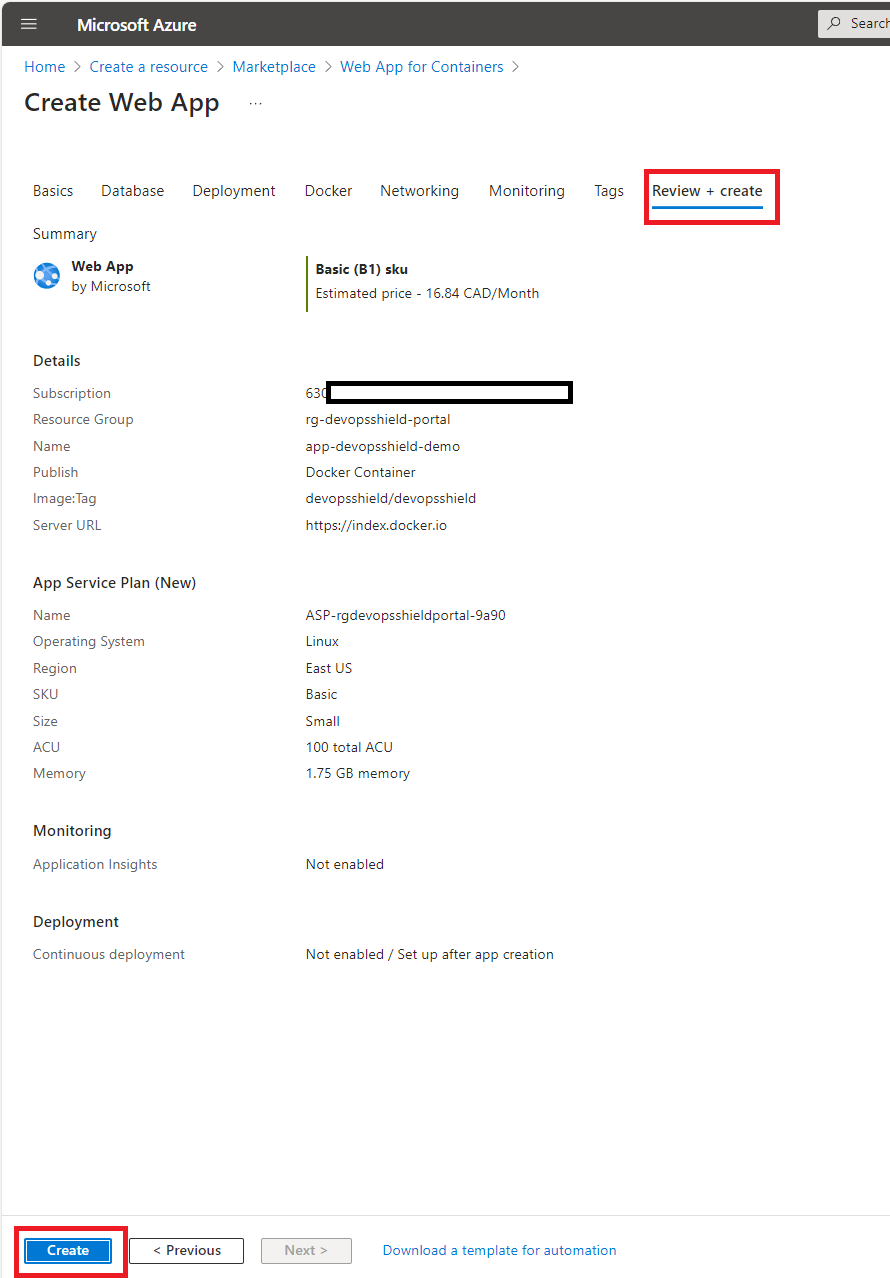 Microsoft Azure
Search
Home > Create a resource > Marketplace > Web App for Containers >
Create Web App ...
Basics Database Deployment Docker Networking Monitoring Tags Review + create
Summary
Web App
by Microsoft
Basic (B1) sku
Estimated price - 16.84 CAD/Month
Details
Subscription 630
Resource Group rg-devopsshield-portal
Name app-devopsshield-demo
Publish Docker Container
Image:Tag devopsshield/devopsshield
Server URL https://index.docker.io
App Service Plan (New)
Name ASP-rgdevopsshieldportal-9a90
Operating System Linux
Region East US
SKU Basic
Size Small
ACU 100 total ACU
Memory 1.75 GB memory
Monitoring
Application Insights Not enabled
Deployment
Continuous deployment Not enabled / Set up after app creation
Create < Previous Next > Download a template for automation